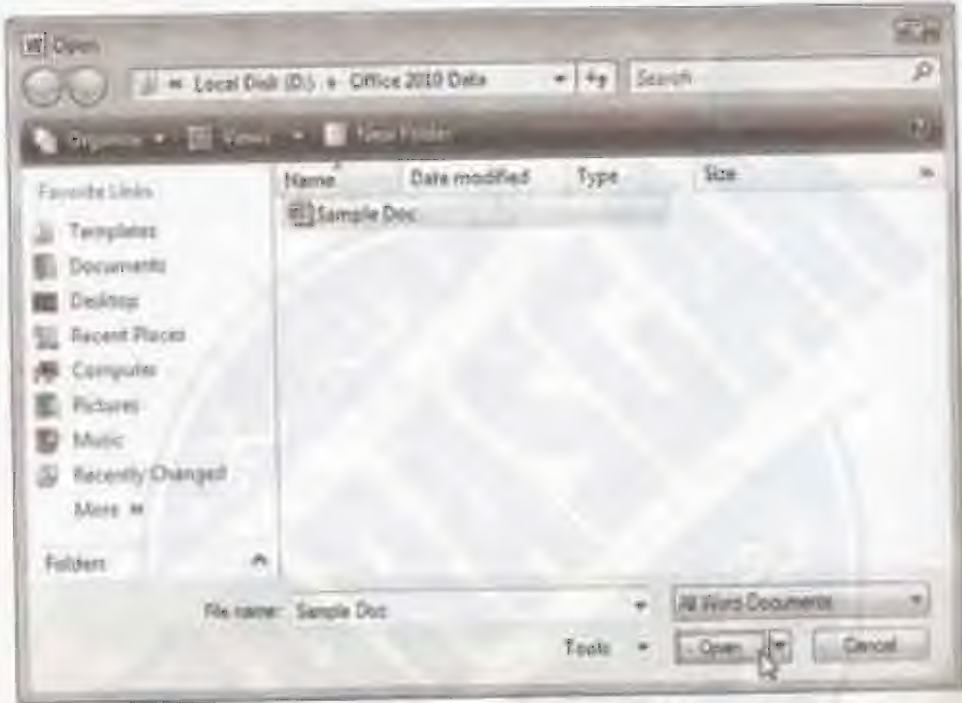 Open
Local Disk (D:) Office 2010 Data Search
Organize Views New Folder
Name Date modified Type Size
Favorite Links
Sample Doc
Templates
Documents
Desktop
Recent Places
Computer
Pictures
Music
Recently Changed
More »
Folders
File name: Sample Doc All Word Documents
Tools Open Cancel